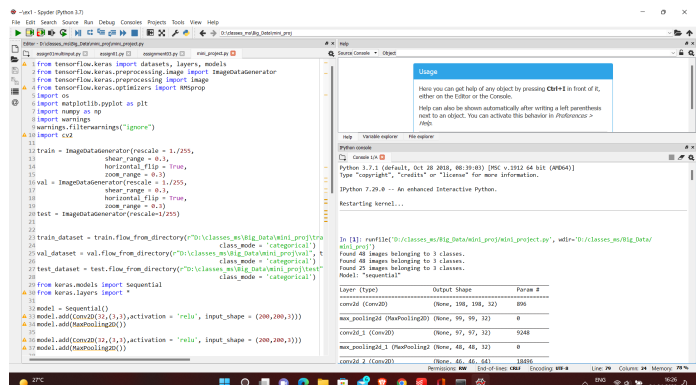 ~\ex1 - Spyder (Python 3.7)
File Edit Search Source Run Debug Consoles Projects Tools View Help
D:\classes_ms\Big_Data\mini_proj
Editor - D:\classes_ms\Big_Data\mini_proj\mini_project.py
assign01multiinput.py assign01.py assignment03.py mini_project.py
1 from tensorflow.keras import datasets, layers, models
2 from tensorflow.keras.preprocessing.image import ImageDataGenerator
3 from tensorflow.keras.preprocessing import image
4 from tensorflow.keras.optimizers import RMSprop
5 import os
6 import matplotlib.pyplot as plt
7 import numpy as np
8 import warnings
9 warnings.filterwarnings("ignore")
10 import cv2
11
12 train = ImageDataGenerator(rescale = 1./255,
13 shear_range = 0.3,
14 horizontal_flip = True,
15 zoom_range = 0.3)
16 val = ImageDataGenerator(rescale = 1./255,
17 shear_range = 0.3,
18 horizontal_flip = True,
19 zoom_range = 0.3)
20 test = ImageDataGenerator(rescale=1/255)
21
22
23 train_dataset = train.flow_from_directory(r"D:\classes_ms\Big_Data\mini_proj\tra
24 class_mode = 'categorical')
25 val_dataset = val.flow_from_directory(r"D:\classes_ms\Big_Data\mini_proj\val", t
26 class_mode = 'categorical')
27 test_dataset = test.flow_from_directory(r"D:\classes_ms\Big_Data\mini_proj\test"
28 class_mode = 'categorical')
29 from keras.models import Sequential
30 from keras.layers import *
31
32 model = Sequential()
33 model.add(Conv2D(32,(3,3),activation = 'relu', input_shape = (200,200,3)))
34 model.add(MaxPooling2D())
35
36 model.add(Conv2D(32,(3,3),activation = 'relu', input_shape = (200,200,3)))
37 model.add(MaxPooling2D())
Help
Source Console Object
Usage
Here you can get help of any object by pressing Ctrl+I in front of it, either on the Editor or the Console.
Help can also be shown automatically after writing a left parenthesis next to an object. You can activate this behavior in Preferences > Help.
Help Variable explorer File explorer
IPython console
Console 1/A
Python 3.7.1 (default, Oct 28 2018, 08:39:03) [MSC v.1912 64 bit (AMD64)]
Type "copyright", "credits" or "license" for more information.
IPython 7.29.0 -- An enhanced Interactive Python.
Restarting kernel...
In [1]: runfile('D:/classes_ms/Big_Data/mini_proj/mini_project.py', wdir='D:/classes_ms/Big_Data/
mini_proj')
Found 48 images belonging to 3 classes.
Found 48 images belonging to 3 classes.
Found 25 images belonging to 3 classes.
Model: "sequential"
Layer (type) Output Shape Param #
conv2d (Conv2D) (None, 198, 198, 32) 896
max_pooling2d (MaxPooling2D) (None, 99, 99, 32) 0
conv2d_1 (Conv2D) (None, 97, 97, 32) 9248
max_pooling2d_1 (MaxPooling2 (None, 48, 48, 32) 0
conv2d_2 (Conv2D) (None, 46, 46, 64) 18496
Permissions: RW End-of-lines: CRLF Encoding: UTF-8 Line: 79 Column: 24 Memory: 78 %
27°C
ENG 16:26